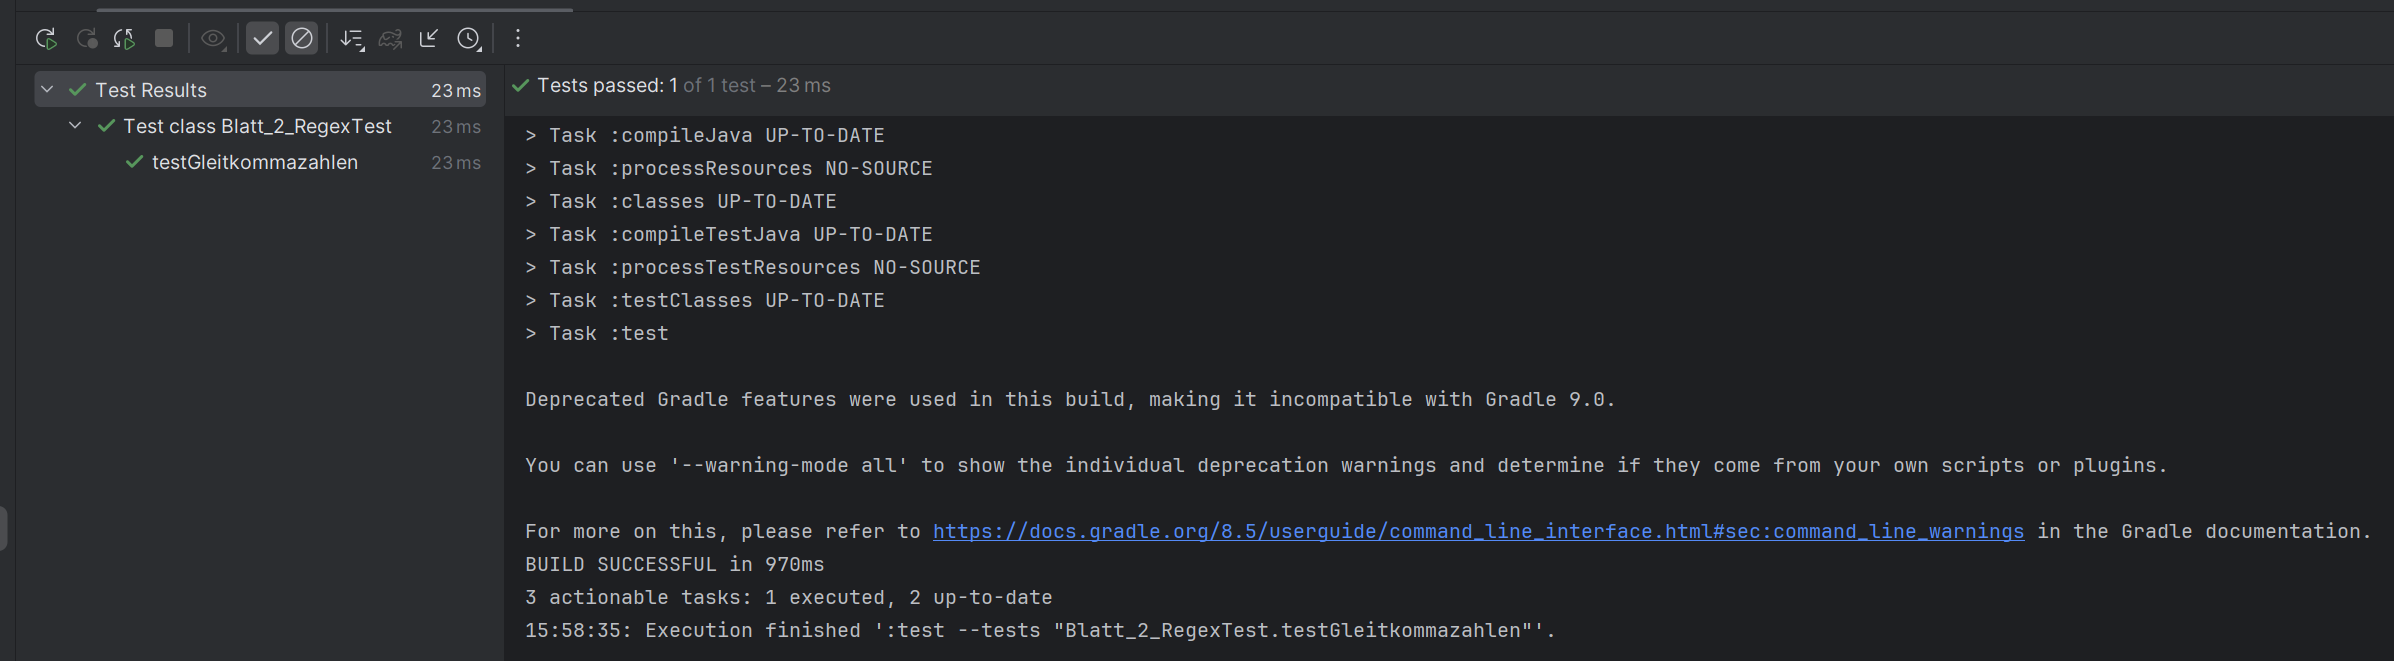 Test Results 23 ms
Test class Blatt_2_RegexTest 23 ms
testGleitkommazahlen 23 ms
Tests passed: 1 of 1 test – 23 ms
> Task :compileJava UP-TO-DATE
> Task :processResources NO-SOURCE
> Task :classes UP-TO-DATE
> Task :compileTestJava UP-TO-DATE
> Task :processTestResources NO-SOURCE
> Task :testClasses UP-TO-DATE
> Task :test
Deprecated Gradle features were used in this build, making it incompatible with Gradle 9.0.
You can use '--warning-mode all' to show the individual deprecation warnings and determine if they come from your own scripts or plugins.
For more on this, please refer to https://docs.gradle.org/8.5/userguide/command_line_interface.html#sec:command_line_warnings in the Gradle documentation.
BUILD SUCCESSFUL in 970ms
3 actionable tasks: 1 executed, 2 up-to-date
15:58:35: Execution finished ':test --tests "Blatt_2_RegexTest.testGleitkommazahlen"'.